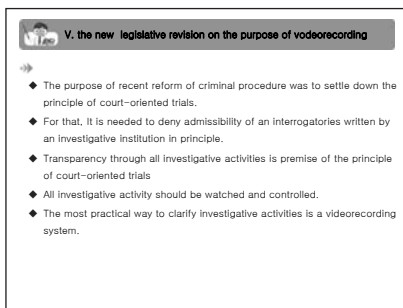 V. the new legislative revision on the purpose of vodeorecording
◆ The purpose of recent reform of criminal procedure was to settle down the
principle of court-oriented trials.
◆ For that, It is needed to deny admissibility of an interrogatories written by
an investigative institution in principle.
◆ Transparency through all investigative activities is premise of the principle
of court-oriented trials
◆ All investigative activity should be watched and controlled.
◆ The most practical way to clarify investigative activities is a videorecording
system.